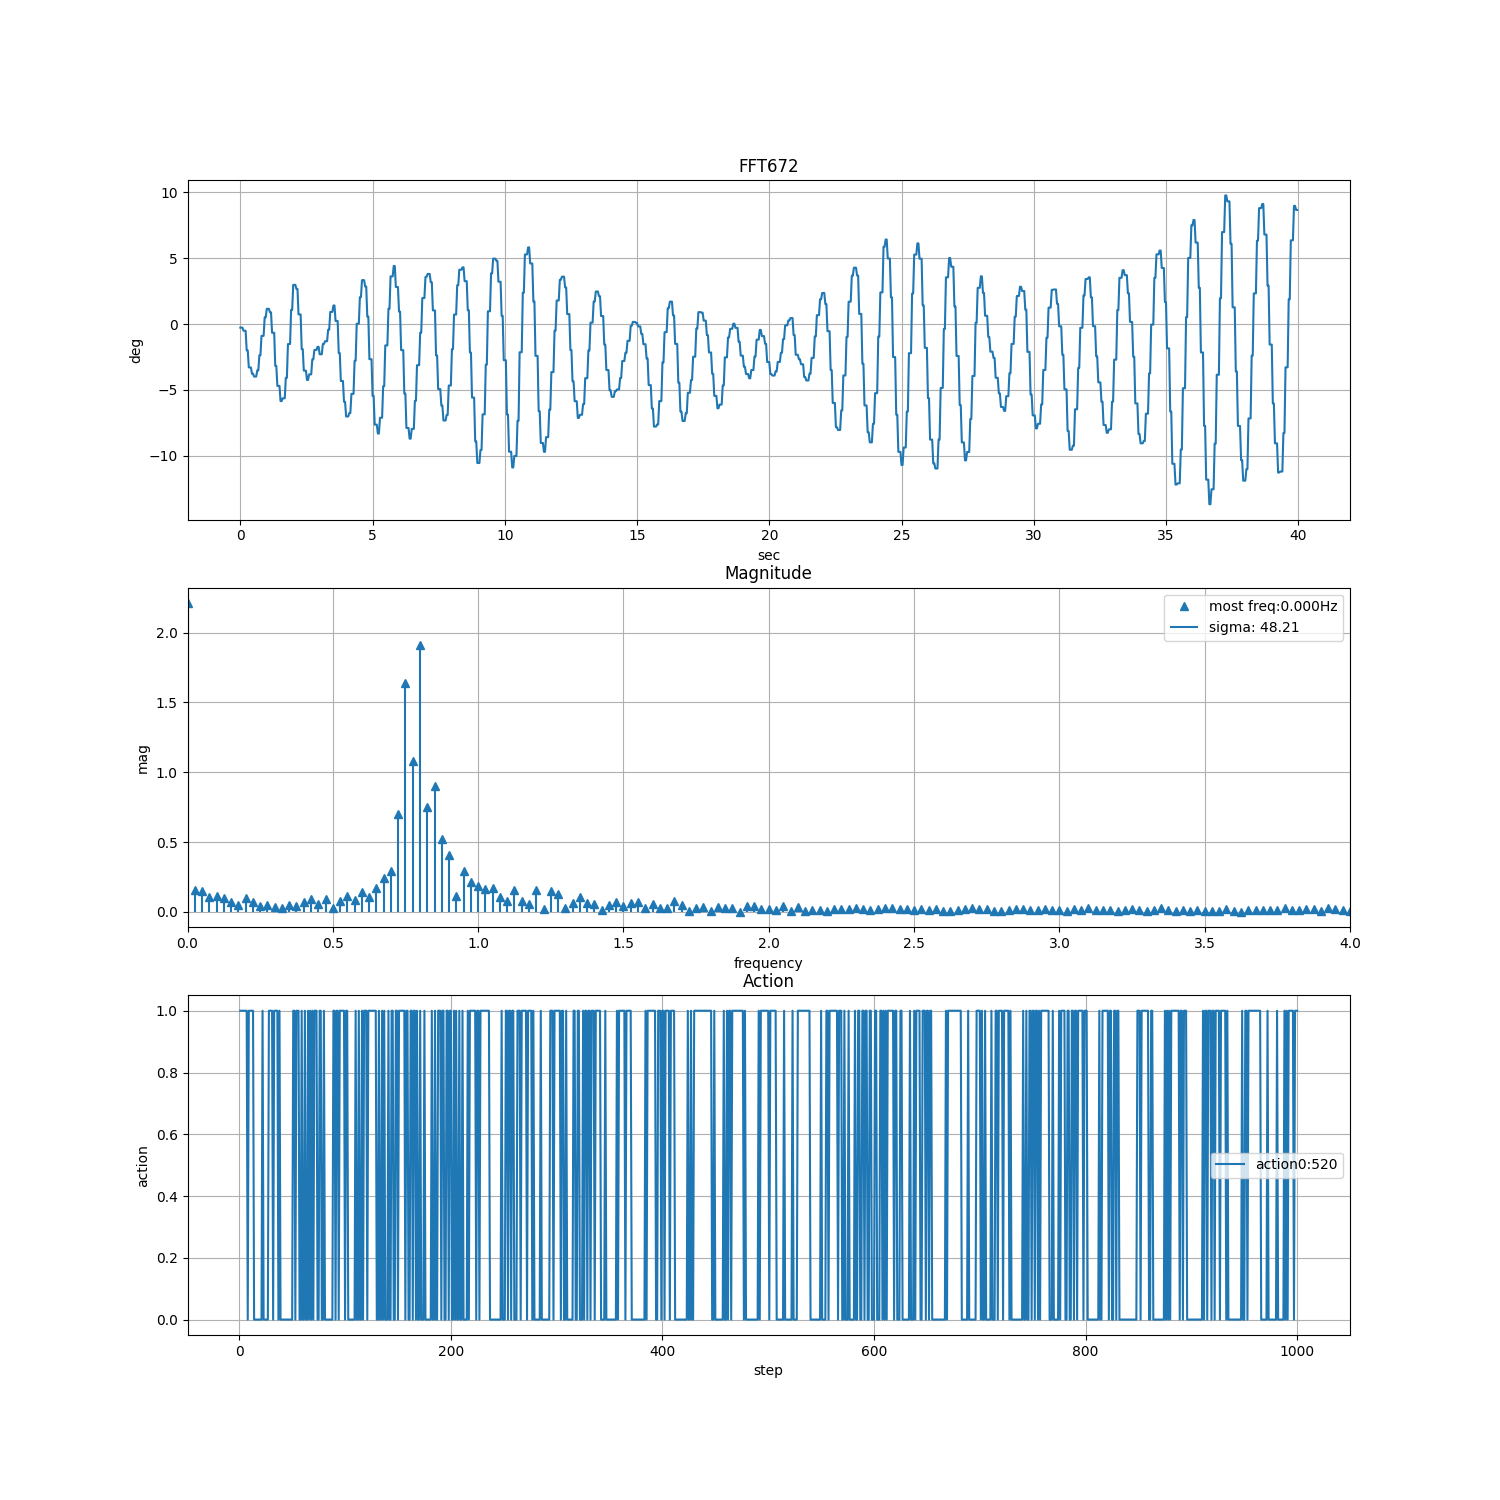 FFT672
10
5
0
−5
−10
deg
0 5 10 15 20 25 30 35 40
sec
Magnitude
most freq:0.000Hz
sigma: 48.21
2.0
1.5
1.0
0.5
0.0
mag
0.0 0.5 1.0 1.5 2.0 2.5 3.0 3.5 4.0
frequency
Action
1.0
0.8
0.6
0.4
0.2
0.0
action
action0:520
0 200 400 600 800 1000
step